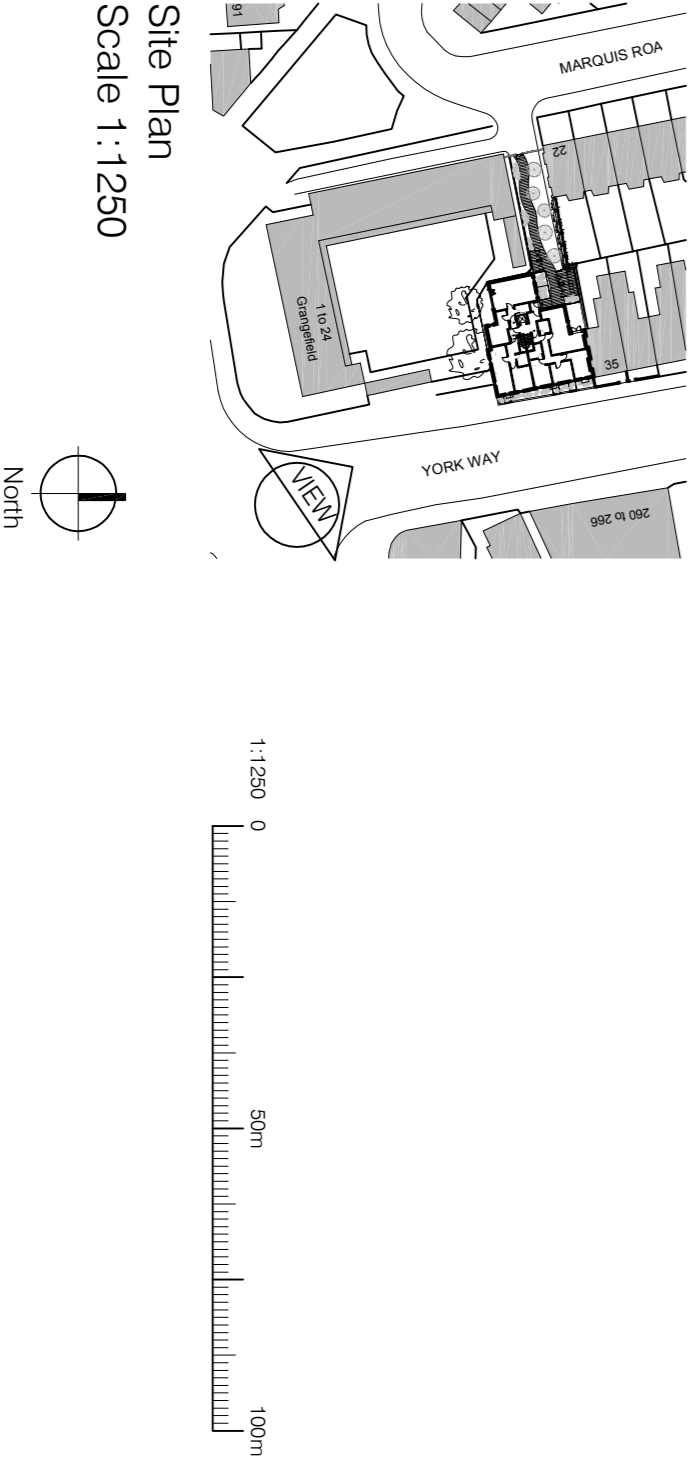 Site Plan
Scale 1:1250
91
MARQUIS ROA
22
1 to 24
Grangefield
35
YORK WAY
VIEW
260 to 266
North
1:1250
0
50m
100m